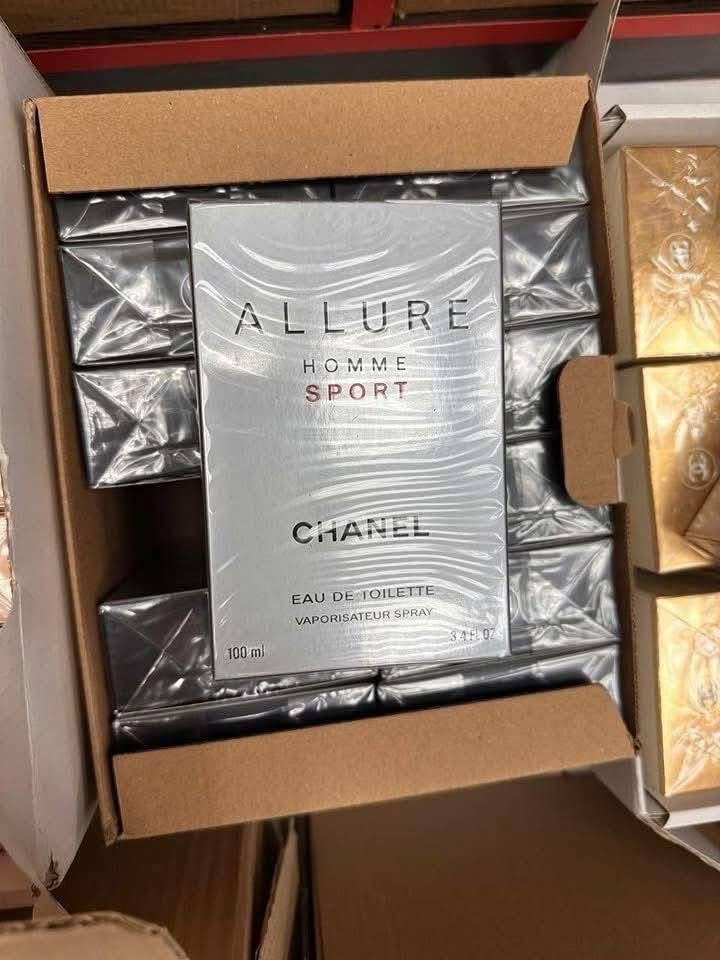 ALLURE
HOMME
SPORT
CHANEL
EAU DE TOILETTE
VAPORISATEUR SPRAY
100 ml
3.4 FL.OZ